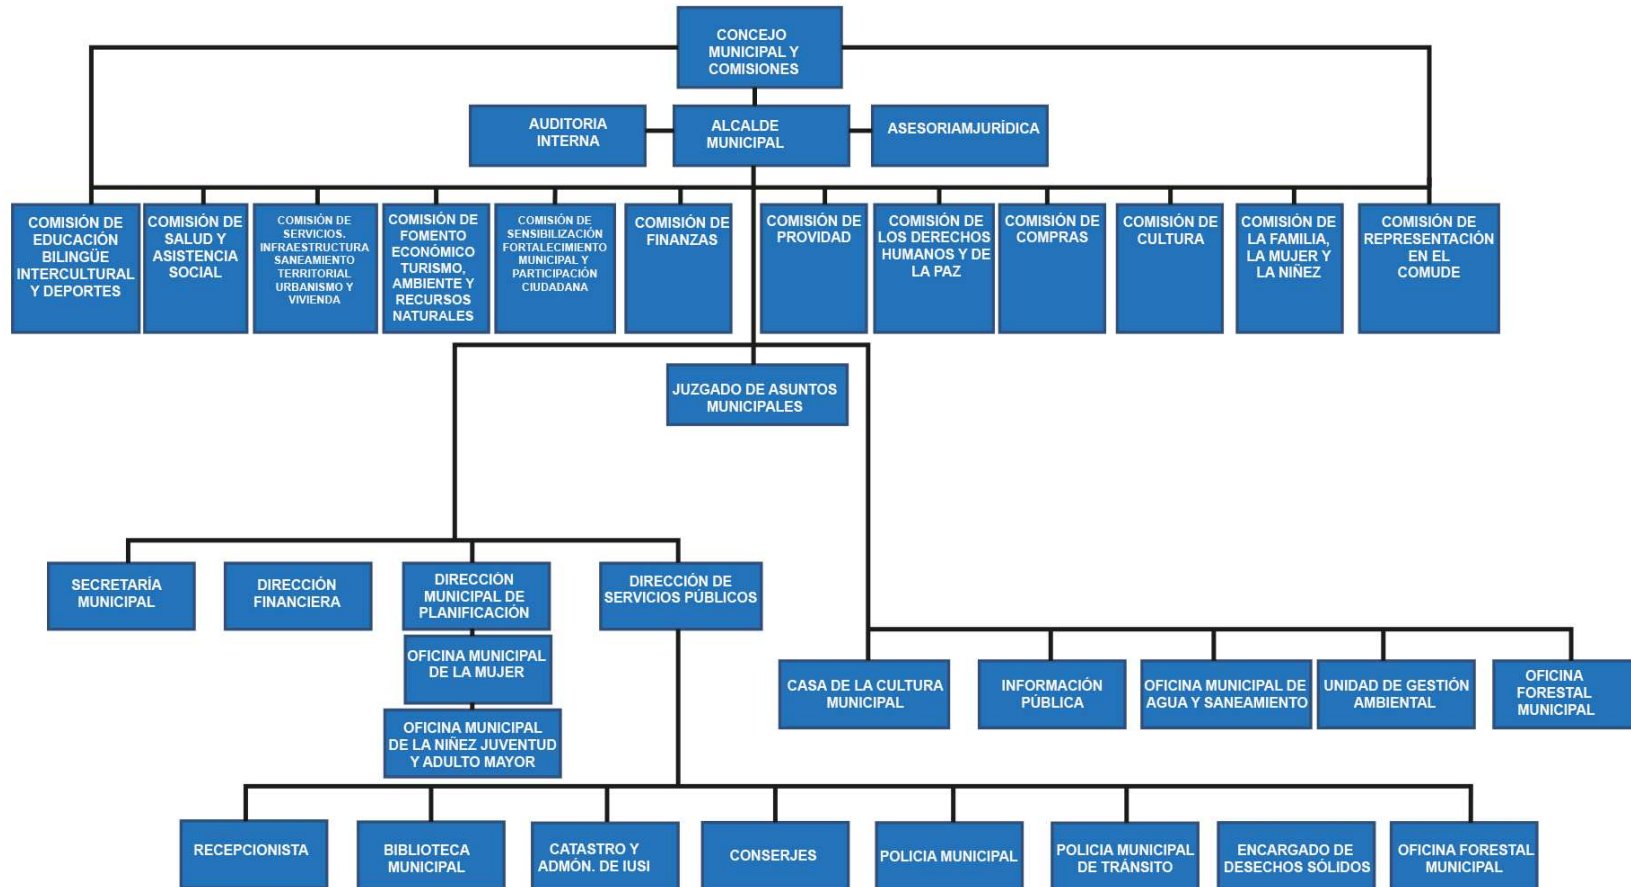 CONCEJO
MUNICIPAL Y
COMISIONES
AUDITORIA
INTERNA
ALCALDE
MUNICIPAL
ASESORIAMJURÍDICA
COMISIÓN DE
EDUCACIÓN
BILINGÜE
INTERCULTURAL
Y DEPORTES
COMISIÓN DE
SALUD Y
ASISTENCIA
SOCIAL
COMISIÓN DE
SERVICIOS.
INFRAESTRUCTURA
SANEAMIENTO
TERRITORIAL
URBANISMO Y
VIVIENDA
COMISIÓN DE
FOMENTO
ECONÓMICO
TURISMO,
AMBIENTE Y
RECURSOS
NATURALES
COMISIÓN DE
SENSIBILIZACIÓN
FORTALECIMIENTO
MUNICIPAL Y
PARTICIPACIÓN
CIUDADANA
COMISIÓN DE
FINANZAS
COMISIÓN DE
PROVIDAD
COMISIÓN DE
LOS DERECHOS
HUMANOS Y DE
LA PAZ
COMISIÓN DE
COMPRAS
COMISIÓN DE
CULTURA
COMISIÓN DE
LA FAMILIA,
LA MUJER Y
LA NIÑEZ
COMISIÓN DE
REPRESENTACIÓN
EN EL
COMUDE
JUZGADO DE ASUNTOS
MUNICIPALES
SECRETARÍA
MUNICIPAL
DIRECCIÓN
FINANCIERA
DIRECCIÓN
MUNICIPAL DE
PLANIFICACIÓN
DIRECCIÓN DE
SERVICIOS PÚBLICOS
OFICINA MUNICIPAL
DE LA MUJER
OFICINA MUNICIPAL
DE LA NIÑEZ JUVENTUD
Y ADULTO MAYOR
CASA DE LA CULTURA
MUNICIPAL
INFORMACIÓN
PÚBLICA
OFICINA MUNICIPAL DE
AGUA Y SANEAMIENTO
UNIDAD DE GESTIÓN
AMBIENTAL
OFICINA
FORESTAL
MUNICIPAL
RECEPCIONISTA
BIBLIOTECA
MUNICIPAL
CATASTRO Y
ADMÓN. DE IUSI
CONSERJES
POLICIA MUNICIPAL
POLICIA MUNICIPAL
DE TRÁNSITO
ENCARGADO DE
DESECHOS SÓLIDOS
OFICINA FORESTAL
MUNICIPAL